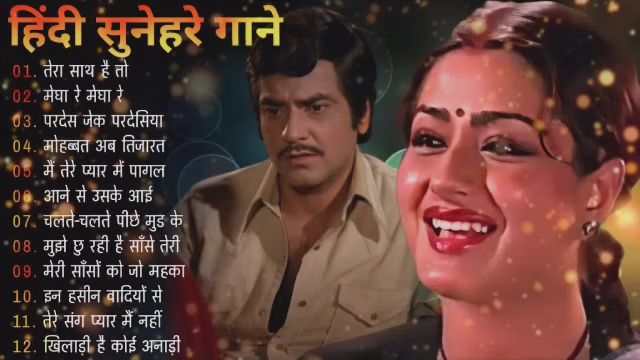 हिंदी सुनेहरे गाने
01. तेरा साथ है तो
02. मेघा रे मेघा रे
03. परदेस जेक परदेसिया
04. मोहब्बत अब तिजारत
05. मैं तेरे प्यार में पागल
06. आने से उसके आई
07. चलते-चलते पीछे मुड के
08. मुझे छु रही है साँसे तेरी
09. मेरी साँसों को जो महका
10. इन हसीन वादियों से
11. तेरे संग प्यार मैं नहीं
12. खिलाड़ी है कोई अनाड़ी